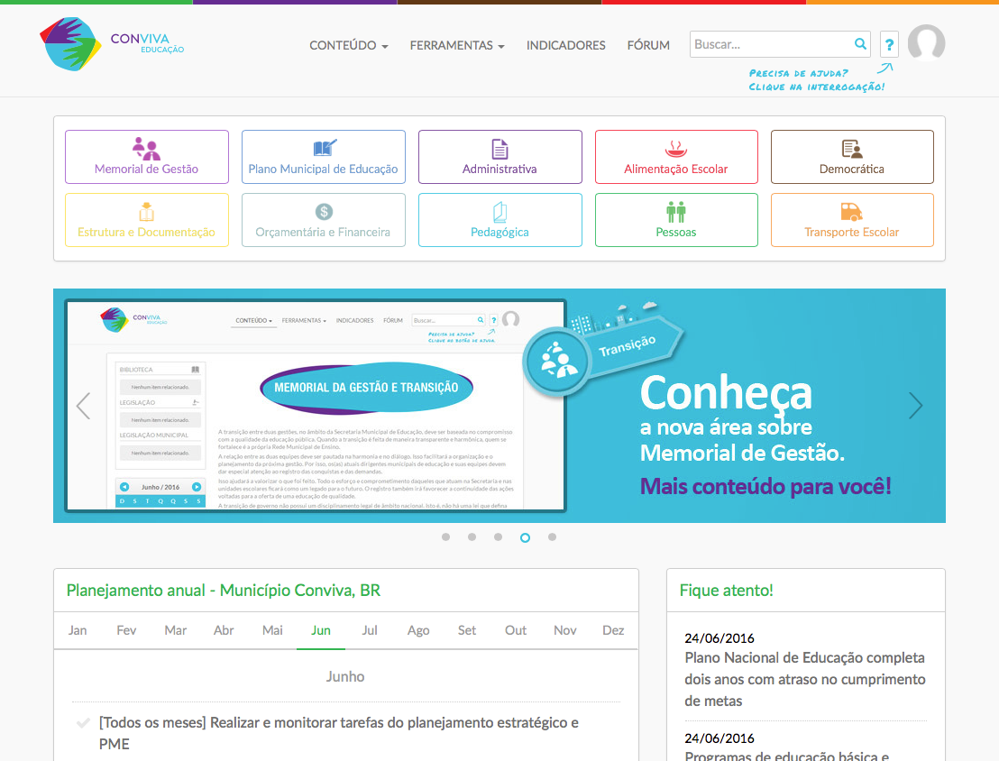 CONVIVA
EDUCAÇÃO
CONTEÚDO
FERRAMENTAS
INDICADORES
FÓRUM
Buscar...
?
Precisa de ajuda?
Clique na interrogação!
Memorial de Gestão
Plano Municipal de Educação
Administrativa
Alimentação Escolar
Democrática
Estrutura e Documentação
$
Orçamentária e Financeira
Pedagógica
Pessoas
Transporte Escolar
CONVIVA
EDUCAÇÃO
CONTEÚDO
FERRAMENTAS
INDICADORES
FÓRUM
Buscar...
?
Precisa de ajuda?
Clique no botão de ajuda.
BIBLIOTECA
Nenhum item relacionado.
LEGISLAÇÃO
Nenhum item relacionado.
LEGISLAÇÃO MUNICIPAL
Nenhum item relacionado.
Junho / 2016
D S T Q Q S S
MEMORIAL DA GESTÃO E TRANSIÇÃO
A transição entre duas gestões, no âmbito da Secretaria Municipal de Educação, deve ser baseada no compromisso
com a qualidade da educação pública. Quando a transição é feita de maneira transparente e harmônica, quem se
fortalece é a própria Rede Municipal de Ensino.
A relação entre as duas equipes deve ser pautada na harmonia e no diálogo. Isso facilitará a organização e o
planejamento da próxima gestão. Por isso, os(as) atuais dirigentes municipais de educação e suas equipes devem
dar especial atenção ao registro das conquistas e das demandas.
Isso ajudará a valorizar o que foi feito. Todo o esforço e comprometimento daqueles que atuam na Secretaria e nas
unidades escolares ficará como um legado para o futuro. O registro também irá favorecer a continuidade das ações
voltadas para a oferta de uma educação de qualidade.
A transição de governo não possui um disciplinamento legal de âmbito nacional. Isto é, não há uma lei que defina
Transição
Conheça
a nova área sobre
Memorial de Gestão.
Mais conteúdo para você!
Planejamento anual - Município Conviva, BR
Jan Fev Mar Abr Mai Jun Jul Ago Set Out Nov Dez
Junho
[Todos os meses] Realizar e monitorar tarefas do planejamento estratégico e
PME
Fique atento!
24/06/2016
Plano Nacional de Educação completa
dois anos com atraso no cumprimento
de metas
24/06/2016
Programas de educação básica e